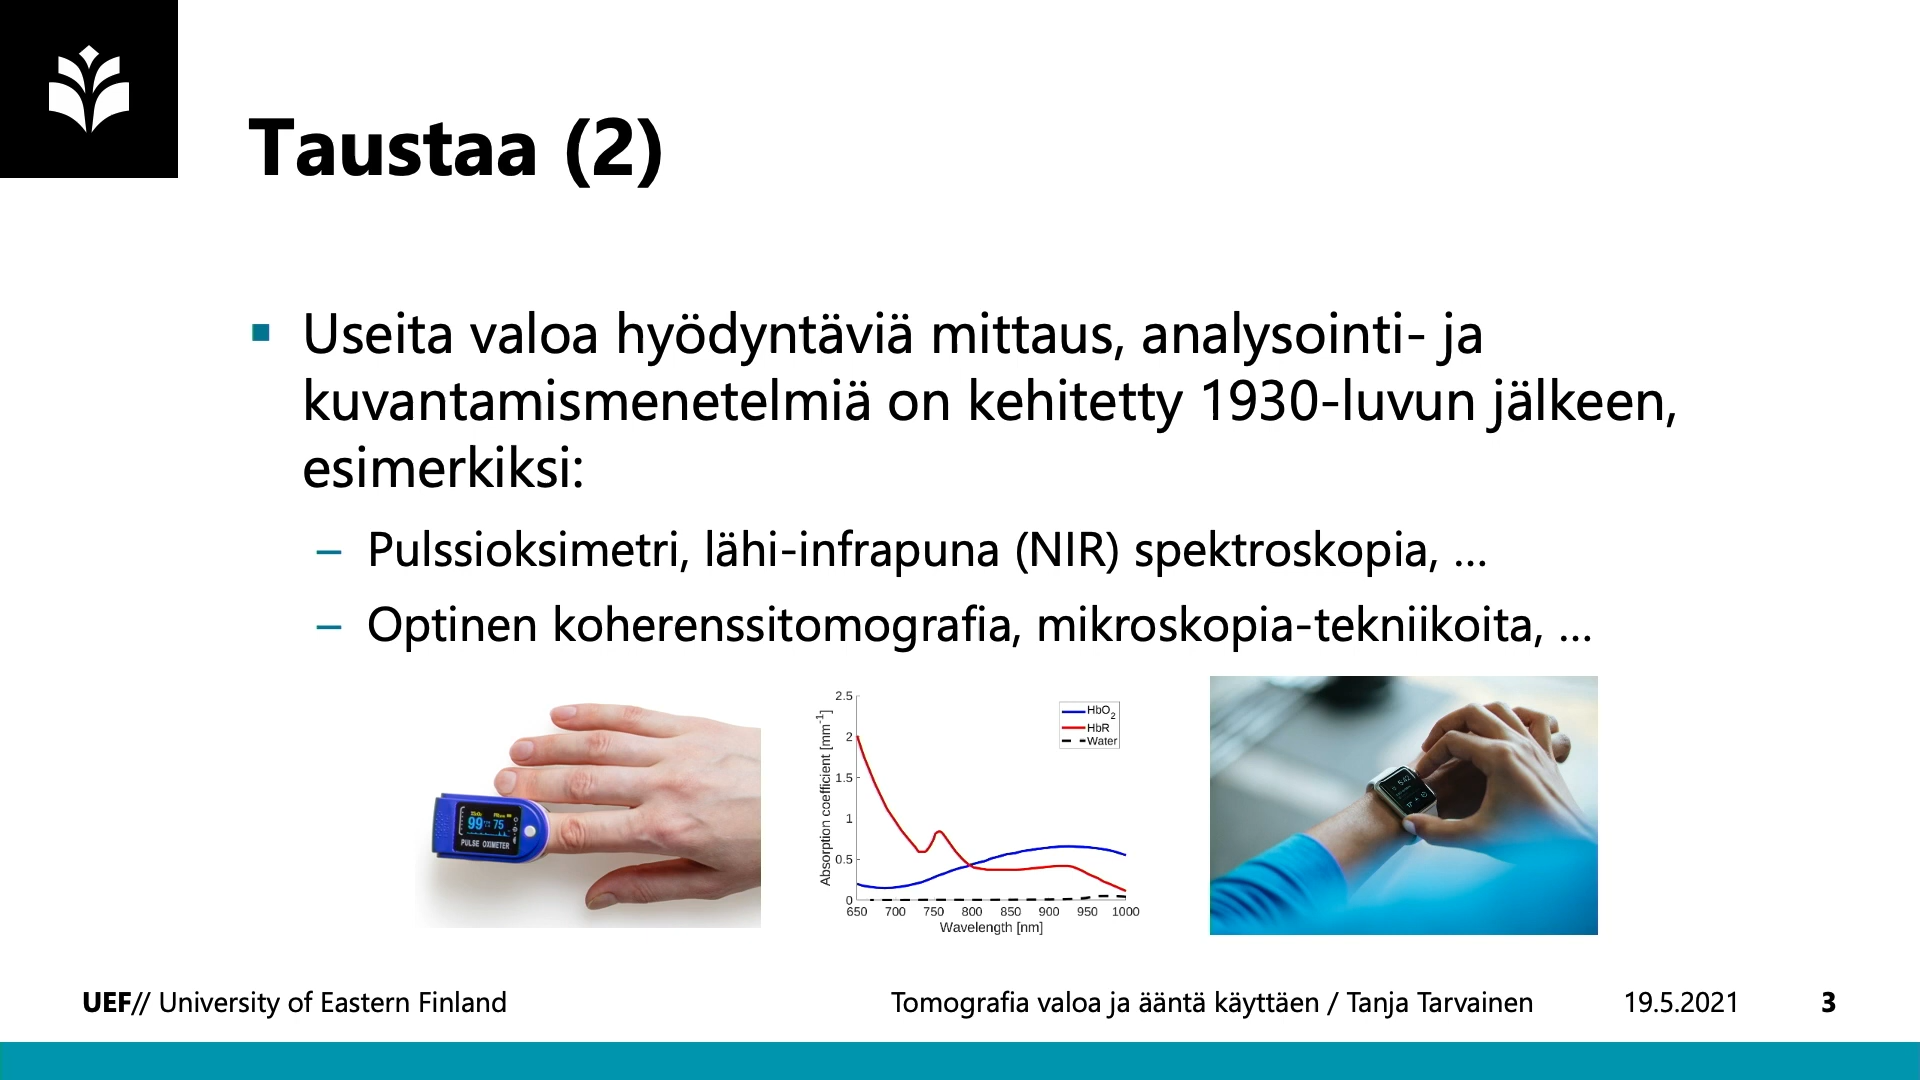 Taustaa (2)
Useita valoa hyödyntäviä mittaus, analysointi- ja
kuvantamismenetelmiä on kehitetty 1930-luvun jälkeen,
esimerkiksi:
– Pulssioksimetri, lähi-infrapuna (NIR) spektroskopia, ...
– Optinen koherenssitomografia, mikroskopia-tekniikoita, ...
99 75
PULSE OXIMETER
Absorption coefficient [mm⁻¹]
2.5
2
1.5
1
0.5
0
HbO₂
HbR
Water
650 700 750 800 850 900 950 1000
Wavelength [nm]
UEF// University of Eastern Finland
Tomografia valoa ja ääntä käyttäen / Tanja Tarvainen
19.5.2021
3